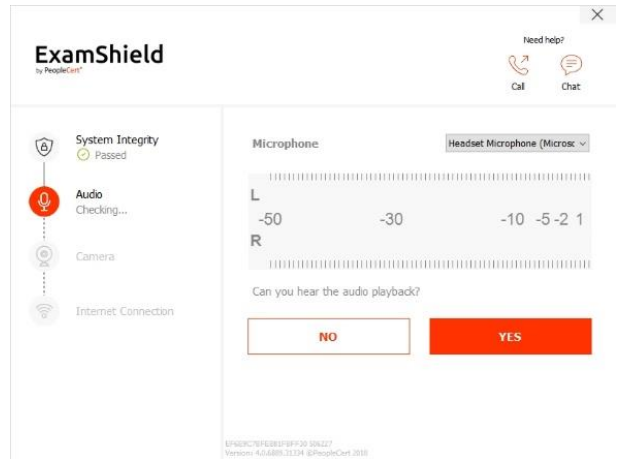 ExamShield
by PeopleCert
Need help?
Call
Chat
System Integrity
Passed
Audio
Checking...
Camera
Internet Connection
Microphone
Headset Microphone (Microsc
L
-50 -30 -10 -5 -2 1
R
Can you hear the audio playback?
NO
YES
©PeopleCert